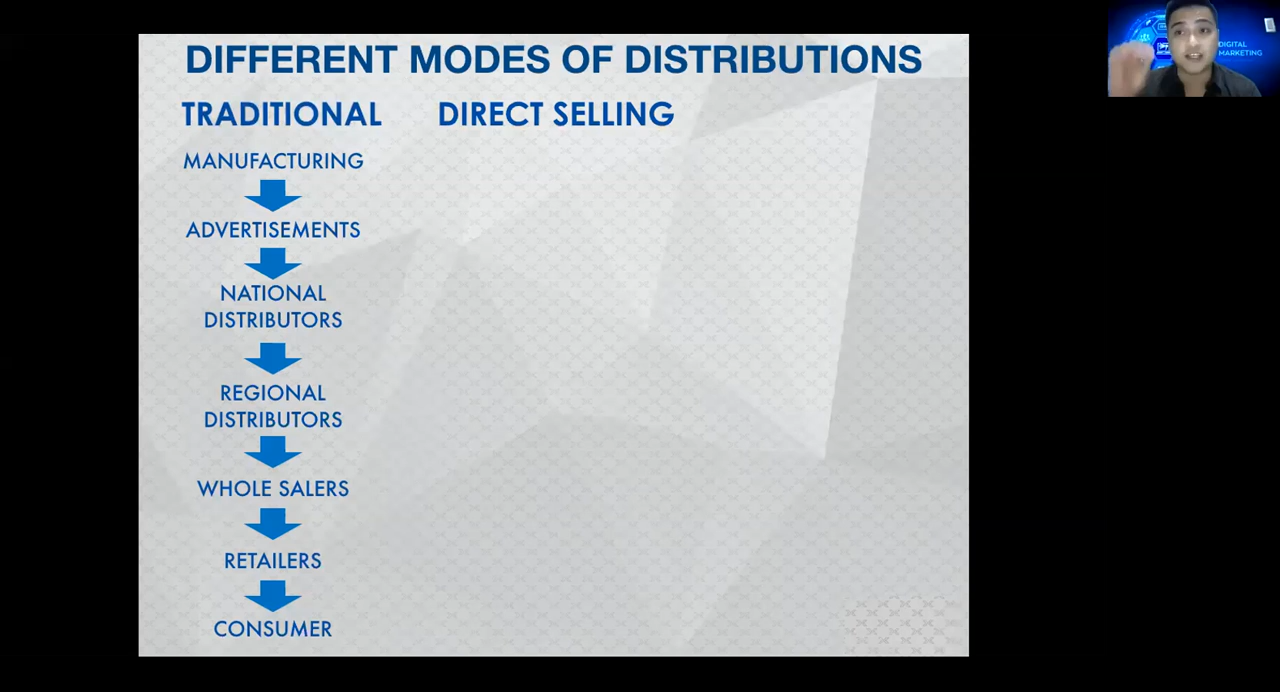 DIFFERENT MODES OF DISTRIBUTIONS
TRADITIONAL
DIRECT SELLING
MANUFACTURING
ADVERTISEMENTS
NATIONAL
DISTRIBUTORS
REGIONAL
DISTRIBUTORS
WHOLE SALERS
RETAILERS
CONSUMER
DIGITAL
MARKETING